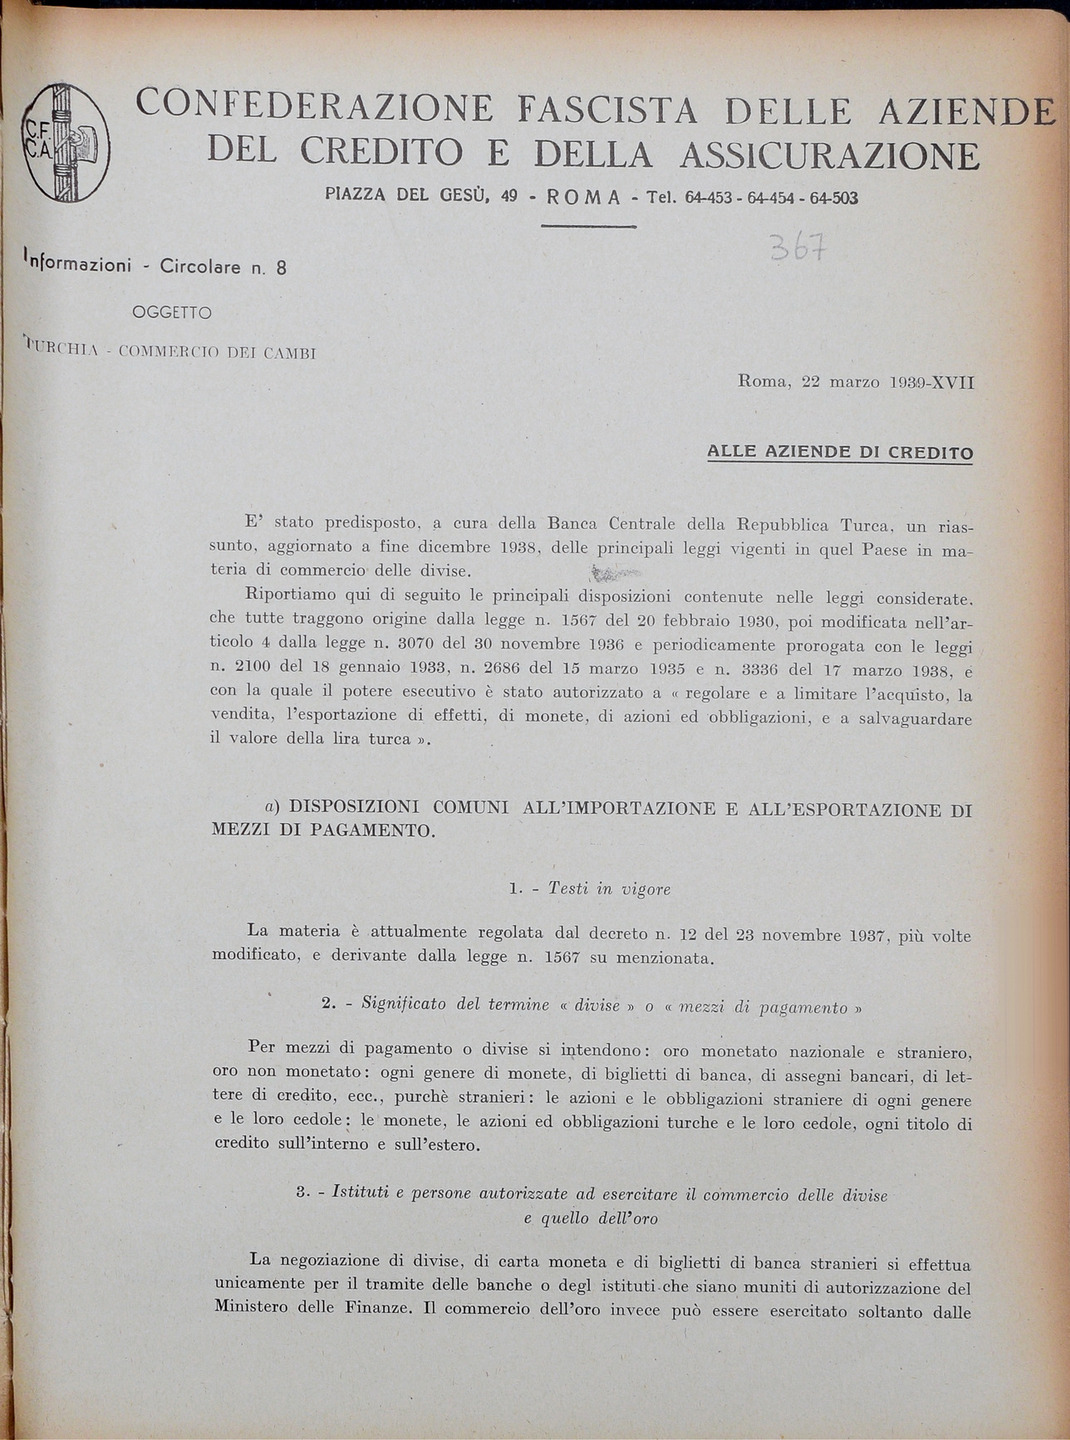 C.F.
C.A.
CONFEDERAZIONE FASCISTA DELLE AZIENDE
DEL CREDITO E DELLA ASSICURAZIONE
PIAZZA DEL GESÙ, 49 - ROMA - Tel. 64-453 - 64-454 - 64-503
367
Informazioni - Circolare n. 8
OGGETTO
TURCHIA - COMMERCIO DEI CAMBI
Roma, 22 marzo 1939-XVII
ALLE AZIENDE DI CREDITO
E' stato predisposto, a cura della Banca Centrale della Repubblica Turca, un rias-
sunto, aggiornato a fine dicembre 1938, delle principali leggi vigenti in quel Paese in ma-
teria di commercio delle divise.
Riportiamo qui di seguito le principali disposizioni contenute nelle leggi considerate,
che tutte traggono origine dalla legge n. 1567 del 20 febbraio 1930, poi modificata nell'ar-
ticolo 4 dalla legge n. 3070 del 30 novembre 1936 e periodicamente prorogata con le leggi
n. 2100 del 18 gennaio 1933, n. 2686 del 15 marzo 1935 e n. 3336 del 17 marzo 1938, e
con la quale il potere esecutivo è stato autorizzato a « regolare e a limitare l'acquisto, la
vendita, l'esportazione di effetti, di monete, di azioni ed obbligazioni, e a salvaguardare
il valore della lira turca ».
a) DISPOSIZIONI COMUNI ALL'IMPORTAZIONE E ALL'ESPORTAZIONE DI
MEZZI DI PAGAMENTO.
1. - Testi in vigore
La materia è attualmente regolata dal decreto n. 12 del 23 novembre 1937, più volte
modificato, e derivante dalla legge n. 1567 su menzionata.
2. - Significato del termine « divise » o « mezzi di pagamento »
Per mezzi di pagamento o divise si intendono: oro monetato nazionale e straniero,
oro non monetato: ogni genere di monete, di biglietti di banca, di assegni bancari, di let-
tere di credito, ecc., purchè stranieri: le azioni e le obbligazioni straniere di ogni genere
e le loro cedole; le monete, le azioni ed obbligazioni turche e le loro cedole, ogni titolo di
credito sull'interno e sull'estero.
3. - Istituti e persone autorizzate ad esercitare il commercio delle divise
e quello dell'oro
La negoziazione di divise, di carta moneta e di biglietti di banca stranieri si effettua
unicamente per il tramite delle banche o degl istituti che siano muniti di autorizzazione del
Ministero delle Finanze. Il commercio dell'oro invece può essere esercitato soltanto dalle